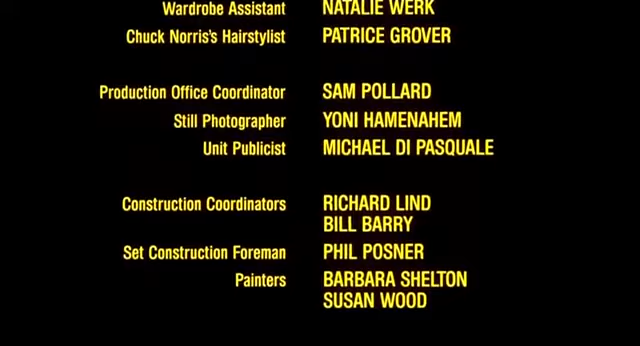 Wardrobe Assistant NATALIE WERK
Chuck Norris's Hairstylist PATRICE GROVER
Production Office Coordinator SAM POLLARD
Still Photographer YONI HAMENAHEM
Unit Publicist MICHAEL DI PASQUALE
Construction Coordinators RICHARD LIND
BILL BARRY
Set Construction Foreman PHIL POSNER
Painters BARBARA SHELTON
SUSAN WOOD